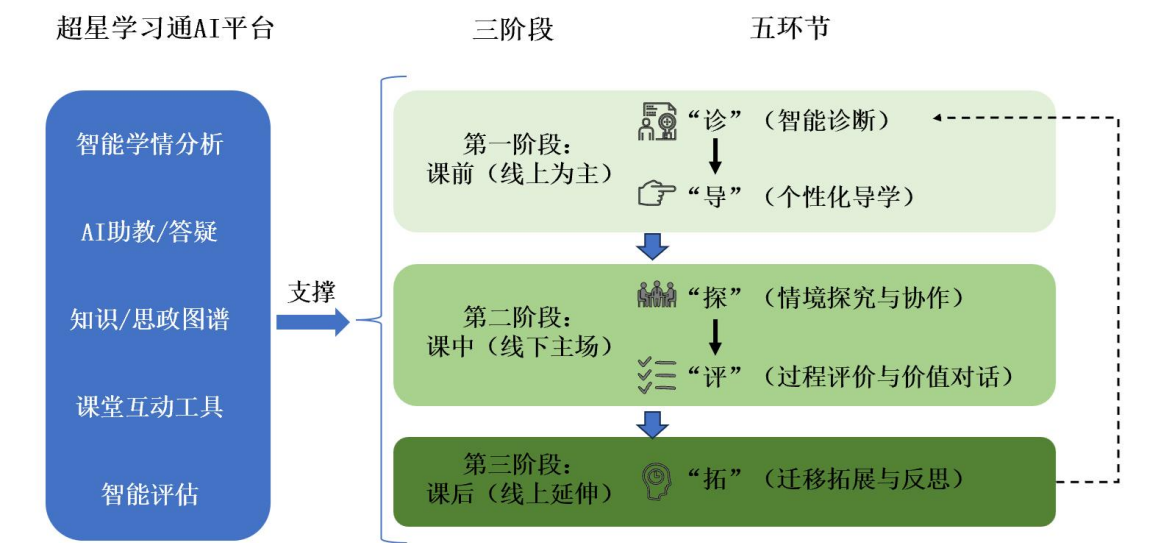 超星学习通AI平台
三阶段
五环节
智能学情分析
AI助教/答疑
知识/思政图谱
课堂互动工具
智能评估
支撑
第一阶段：
课前（线上为主）
“诊”（智能诊断）
“导”（个性化导学）
第二阶段：
课中（线下主场）
“探”（情境探究与协作）
“评”（过程评价与价值对话）
第三阶段：
课后（线上延伸）
“拓”（迁移拓展与反思）